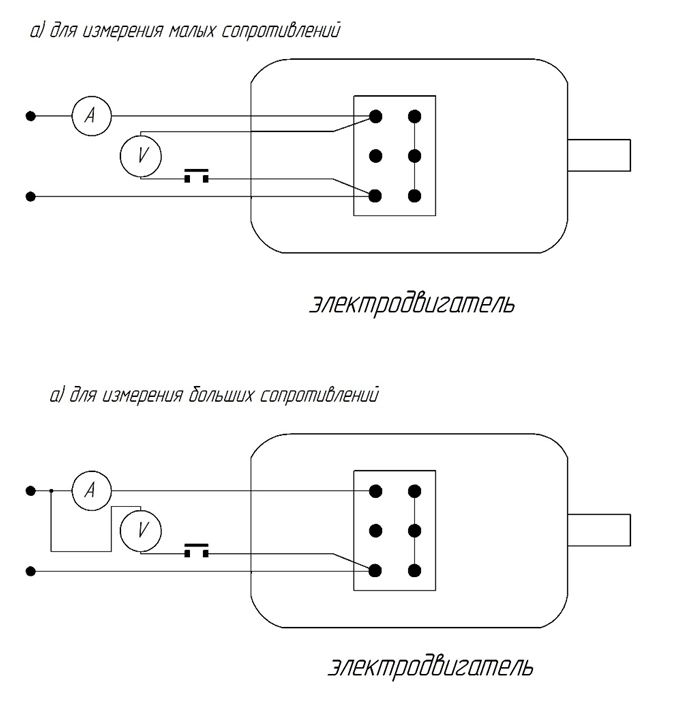 а) для измерения малых сопротивлений
A
V
электродвигатель
а) для измерения больших сопротивлений
A
V
электродвигатель